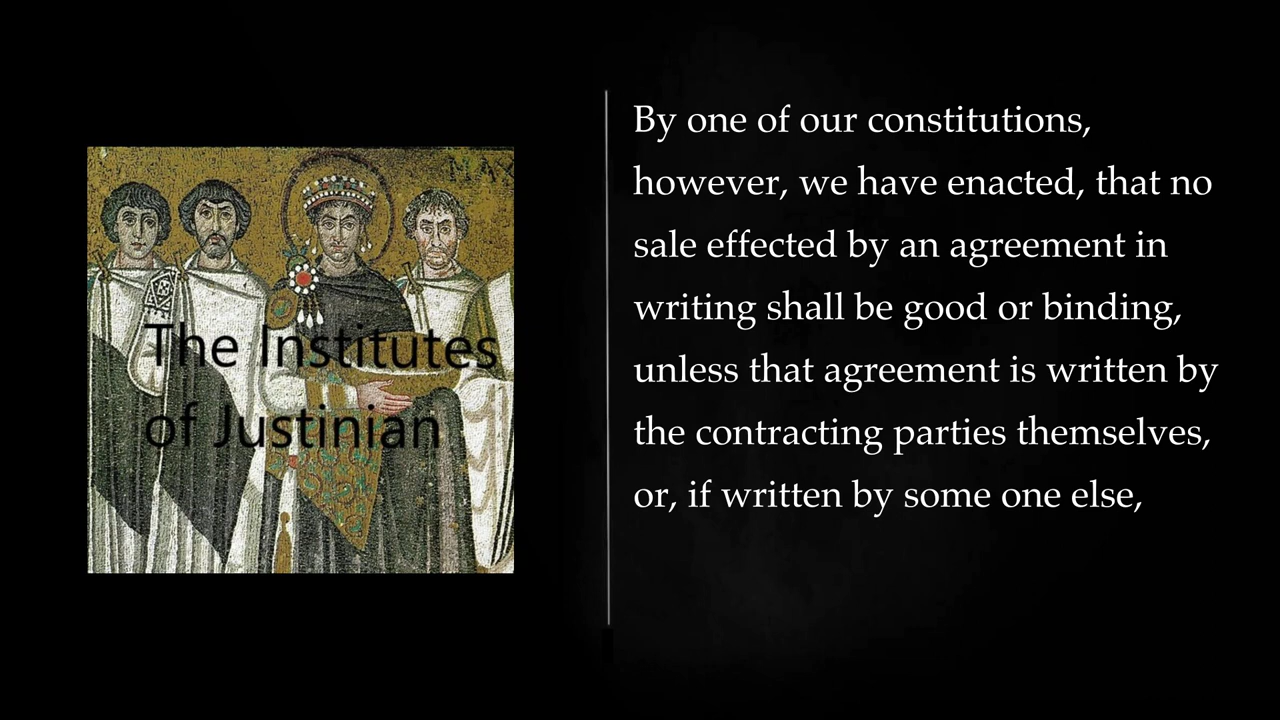 MAX
The Institutes
of Justinian
By one of our constitutions,
however, we have enacted, that no
sale effected by an agreement in
writing shall be good or binding,
unless that agreement is written by
the contracting parties themselves,
or, if written by some one else,